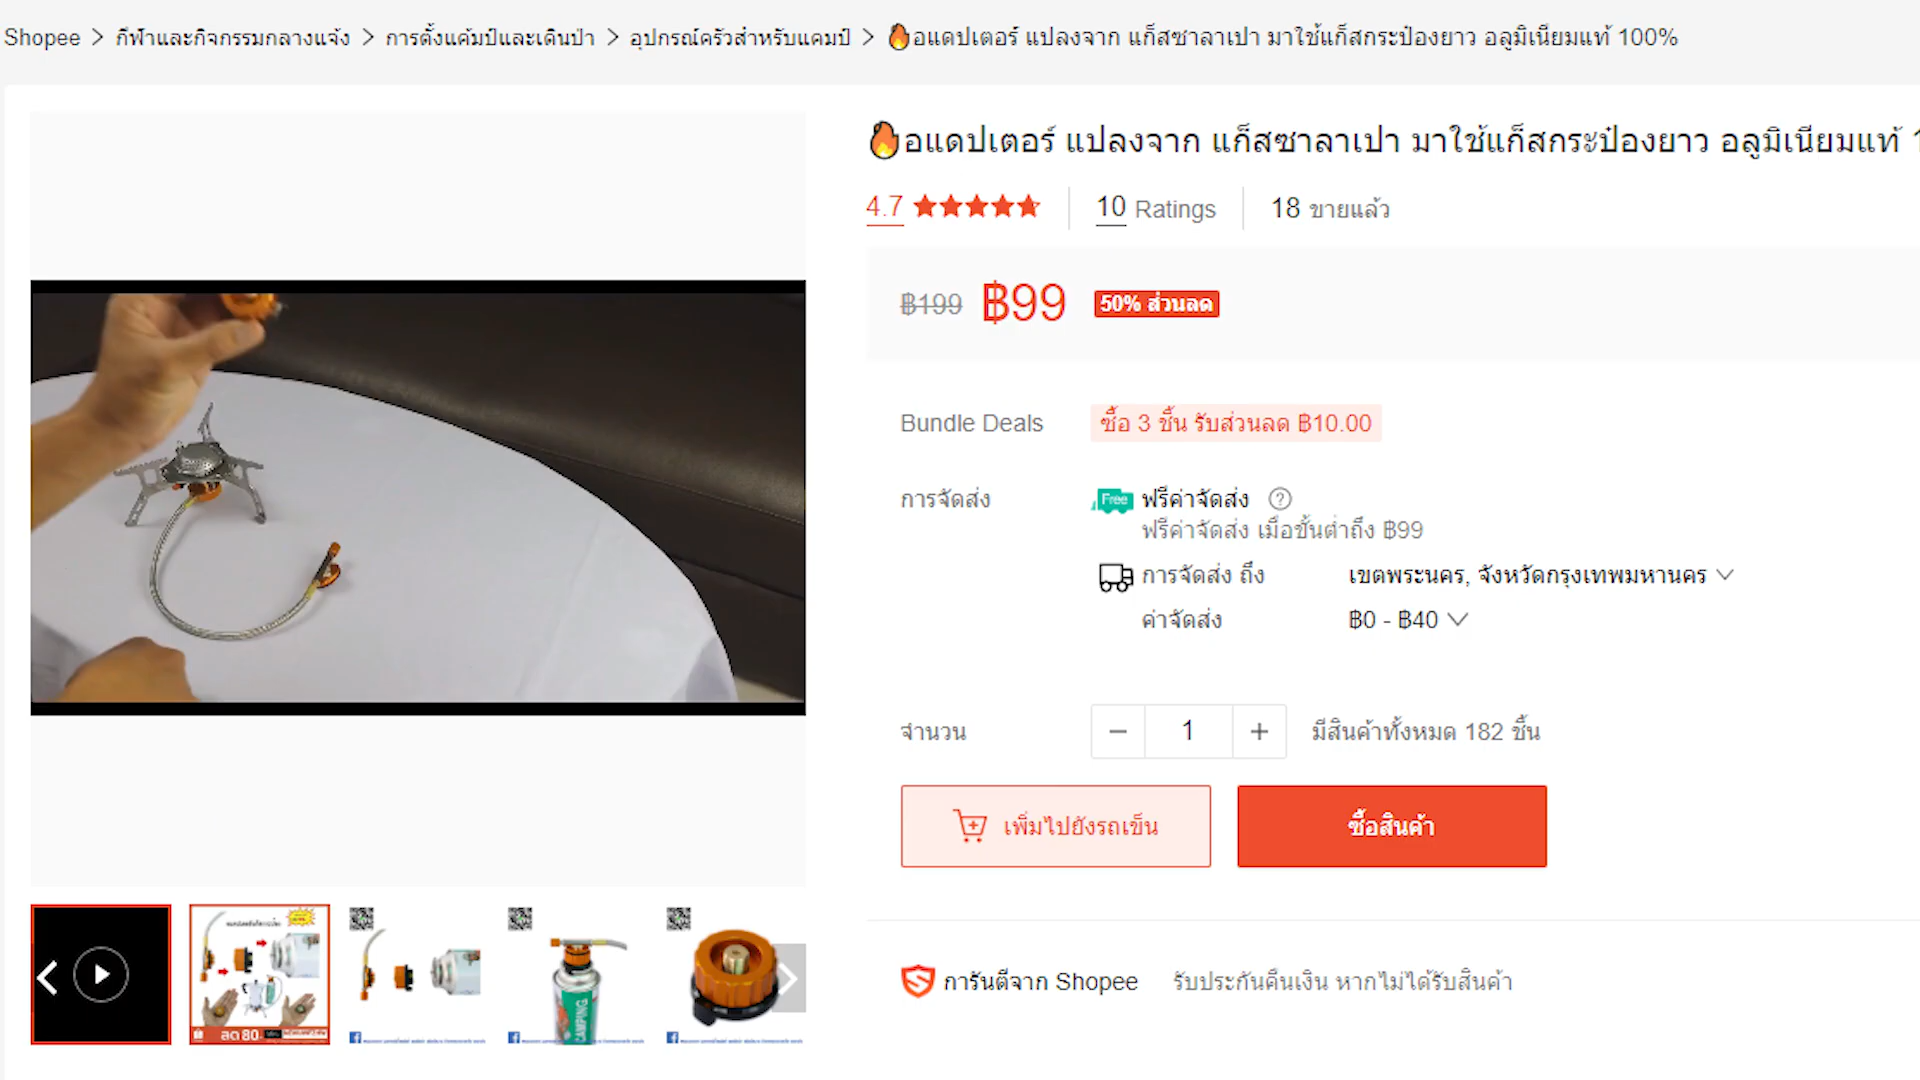 Shopee > กีฬาและกิจกรรมกลางแจ้ง > การตั้งแค้มป์และเดินป่า > อุปกรณ์ครัวสำหรับแคมป์ > 🔥อแดปเตอร์ แปลงจาก แก็สซาลาเปา มาใช้แก็สกระป๋องยาว อลูมิเนียมแท้ 100%
🔥อแดปเตอร์ แปลงจาก แก็สซาลาเปา มาใช้แก็สกระป๋องยาว อลูมิเนียมแท้ 1
4.7 10 Ratings 18 ขายแล้ว
฿199 ฿99 50% ส่วนลด
Bundle Deals ซื้อ 3 ชิ้น รับส่วนลด ฿10.00
การจัดส่ง Free ฟรีค่าจัดส่ง ?
ฟรีค่าจัดส่ง เมื่อขั้นต่ำถึง ฿99
การจัดส่ง ถึง เขตพระนคร, จังหวัดกรุงเทพมหานคร
ค่าจัดส่ง ฿0 - ฿40
จำนวน − 1 + มีสินค้าทั้งหมด 182 ชิ้น
เพิ่มไปยังรถเข็น ซื้อสินค้า
ลด 80
CAMPING
การันตีจาก Shopee รับประกันคืนเงิน หากไม่ได้รับสินค้า